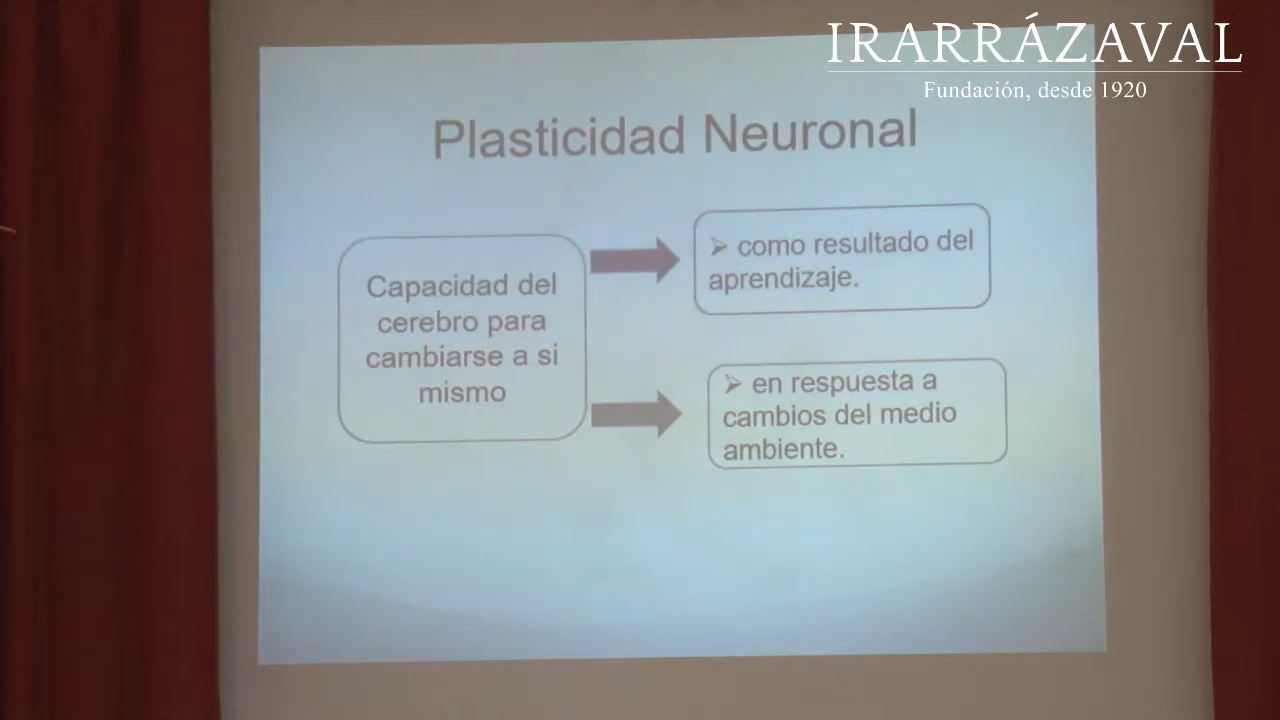 IRARRÁZAVAL
Fundación, desde 1920
Plasticidad Neuronal
Capacidad del
cerebro para
cambiarse a si
mismo
➢ como resultado del
aprendizaje.
➢ en respuesta a
cambios del medio
ambiente.